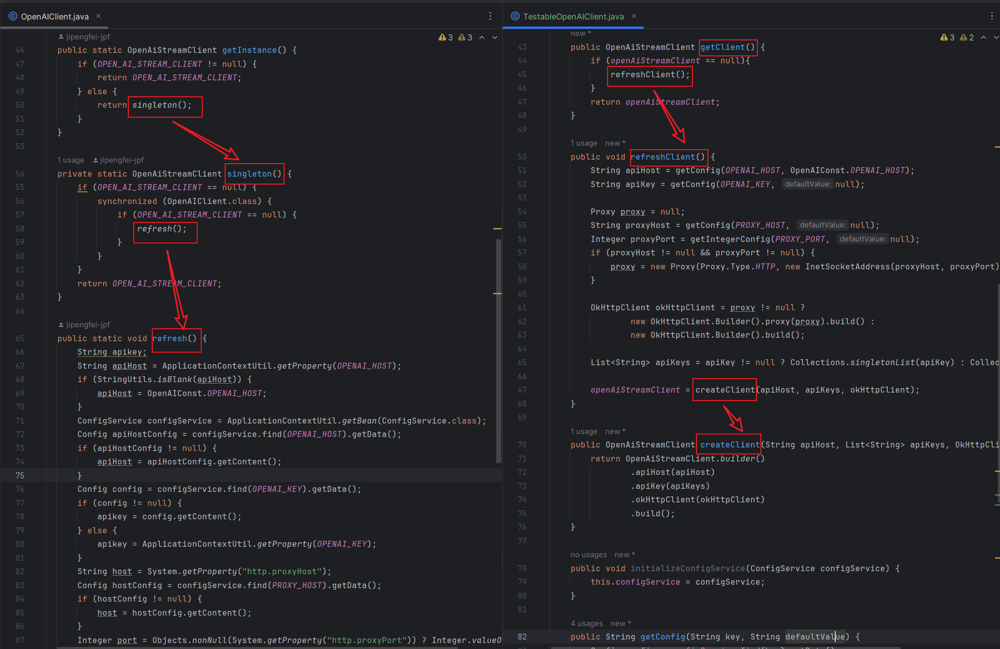 OpenAIClient.java
jipengfei-jpf
3 3
46 public static OpenAiStreamClient getInstance() {
47 if (OPEN_AI_STREAM_CLIENT != null) {
48 return OPEN_AI_STREAM_CLIENT;
49 } else {
50 return singleton();
51 }
52 }
53
1 usage jipengfei-jpf
54 private static OpenAiStreamClient singleton() {
55 if (OPEN_AI_STREAM_CLIENT == null) {
56 synchronized (OpenAIClient.class) {
57 if (OPEN_AI_STREAM_CLIENT == null) {
58 refresh();
59 }
60 }
61 }
62 return OPEN_AI_STREAM_CLIENT;
63 }
64
jipengfei-jpf
65 public static void refresh() {
66 String apikey;
67 String apiHost = ApplicationContextUtil.getProperty(OPENAI_HOST);
68 if (StringUtils.isBlank(apiHost)) {
69 apiHost = OpenAIConst.OPENAI_HOST;
70 }
71 ConfigService configService = ApplicationContextUtil.getBean(ConfigService.class);
72 Config apiHostConfig = configService.find(OPENAI_HOST).getData();
73 if (apiHostConfig != null) {
74 apiHost = apiHostConfig.getContent();
75 }
76 Config config = configService.find(OPENAI_KEY).getData();
77 if (config != null) {
78 apikey = config.getContent();
79 } else {
80 apikey = ApplicationContextUtil.getProperty(OPENAI_KEY);
81 }
82 String host = System.getProperty("http.proxyHost");
83 Config hostConfig = configService.find(PROXY_HOST).getData();
84 if (hostConfig != null) {
85 host = hostConfig.getContent();
86 }
87 Integer port = Objects.nonNull(System.getProperty("http.proxyPort")) ? Integer.valueO
TestableOpenAIClient.java
new *
3 2
43 public OpenAiStreamClient getClient() {
44 if (openAiStreamClient == null){
45 refreshClient();
46 }
47 return openAiStreamClient;
48 }
49
1 usage new *
50 public void refreshClient() {
51 String apiHost = getConfig(OPENAI_HOST, OpenAIConst.OPENAI_HOST);
52 String apiKey = getConfig(OPENAI_KEY, defaultValue: null);
53
54 Proxy proxy = null;
55 String proxyHost = getConfig(PROXY_HOST, defaultValue: null);
56 Integer proxyPort = getIntegerConfig(PROXY_PORT, defaultValue: null);
57 if (proxyHost != null && proxyPort != null) {
58 proxy = new Proxy(Proxy.Type.HTTP, new InetSocketAddress(proxyHost, proxyPort)
59 }
60
61 OkHttpClient okHttpClient = proxy != null ?
62 new OkHttpClient.Builder().proxy(proxy).build() :
63 new OkHttpClient.Builder().build();
64
65 List<String> apiKeys = apiKey != null ? Collections.singletonList(apiKey) : Collec
66
67 openAiStreamClient = createClient(apiHost, apiKeys, okHttpClient);
68 }
69
1 usage new *
70 public OpenAiStreamClient createClient(String apiHost, List<String> apiKeys, OkHttpCli
71 return OpenAiStreamClient.builder()
72 .apiHost(apiHost)
73 .apiKey(apiKeys)
74 .okHttpClient(okHttpClient)
75 .build();
76 }
77
no usages new *
78 public void initializeConfigService(ConfigService configService) {
79 this.configService = configService;
80 }
81
4 usages new *
82 public String getConfig(String key, String defaultValue) {